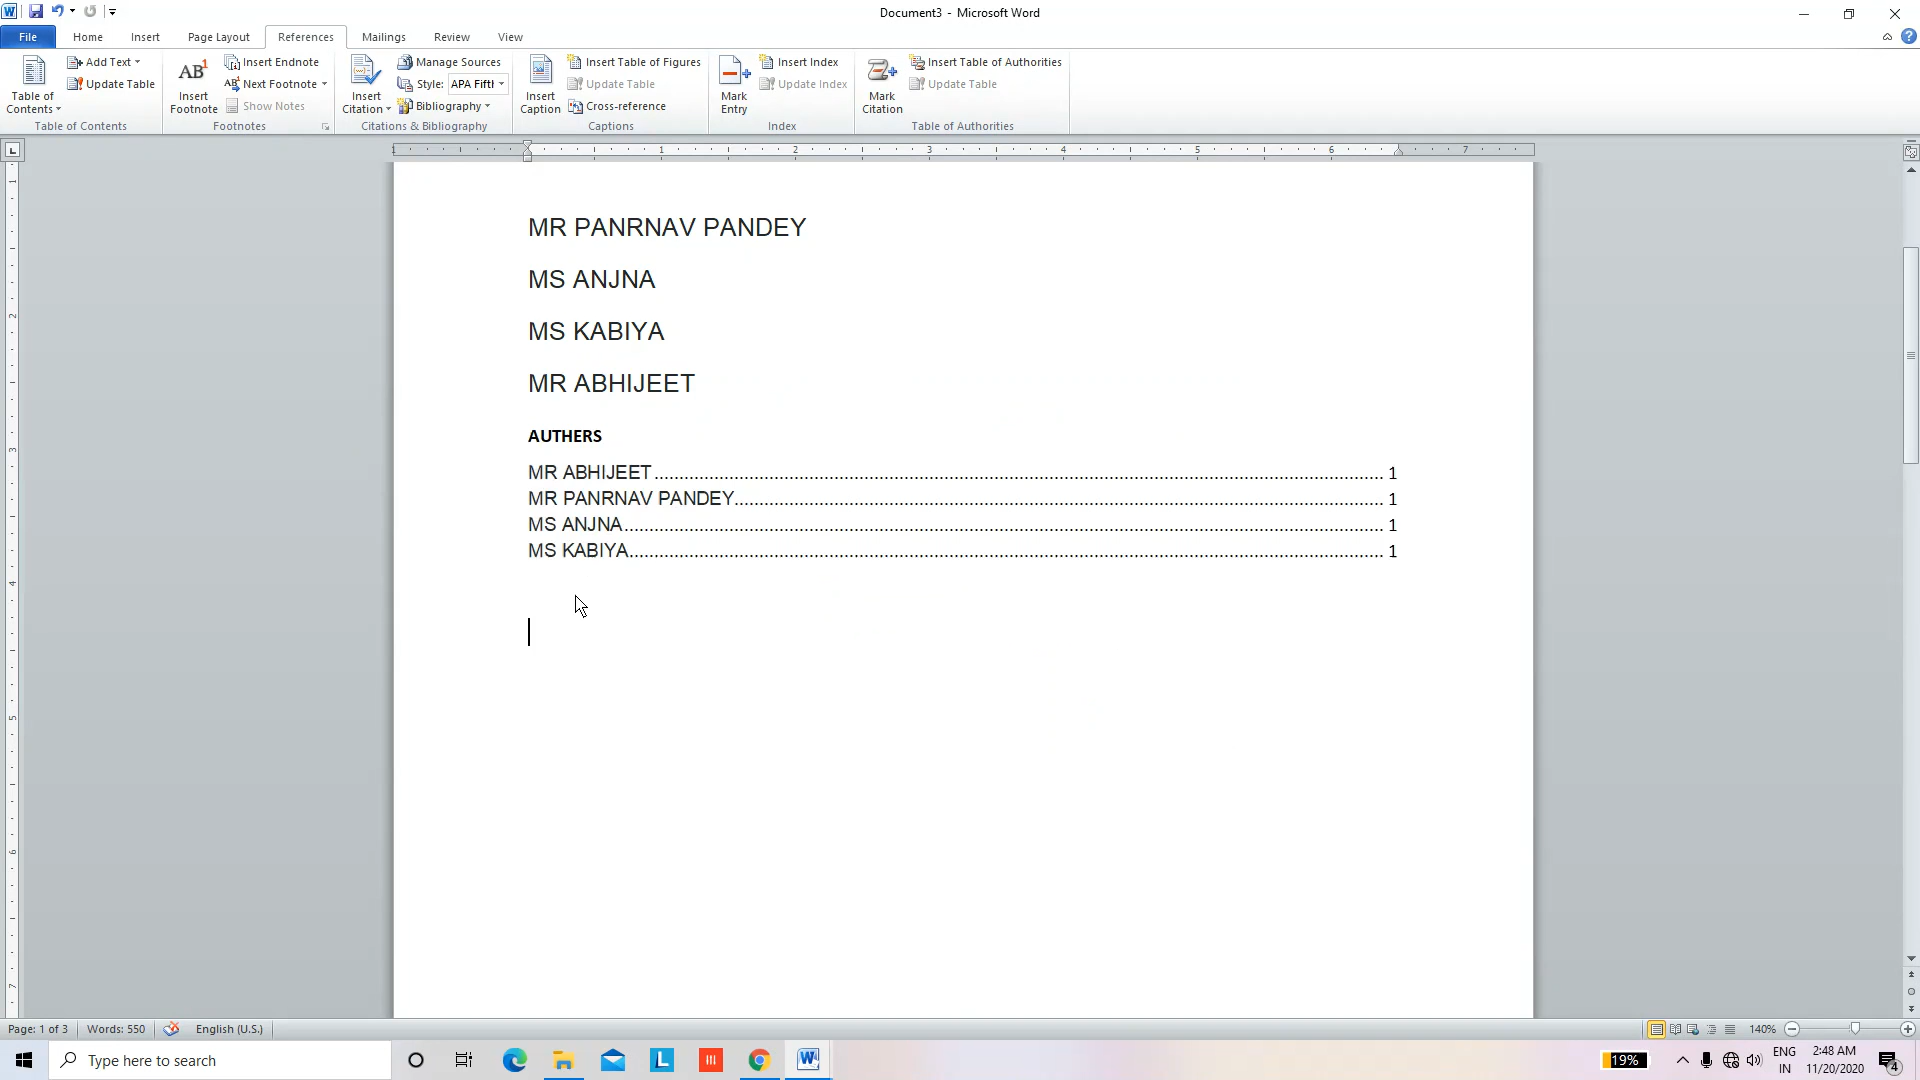 Document3 - Microsoft Word
File Home Insert Page Layout References Mailings Review View
Table of Contents
Add Text
Update Table
Table of Contents
AB1 Insert Footnote
Insert Endnote
Next Footnote
Show Notes
Footnotes
Insert Citation
Manage Sources
Style: APA Fifth
Bibliography
Citations & Bibliography
Insert Caption
Insert Table of Figures
Update Table
Cross-reference
Captions
Mark Entry
Insert Index
Update Index
Index
Mark Citation
Insert Table of Authorities
Update Table
Table of Authorities
MR PANRNAV PANDEY
MS ANJNA
MS KABIYA
MR ABHIJEET
AUTHERS
MR ABHIJEET 1
MR PANRNAV PANDEY 1
MS ANJNA 1
MS KABIYA 1
Page: 1 of 3 Words: 550 English (U.S.) 140%
Type here to search
19%
ENG
IN
2:48 AM
11/20/2020
4